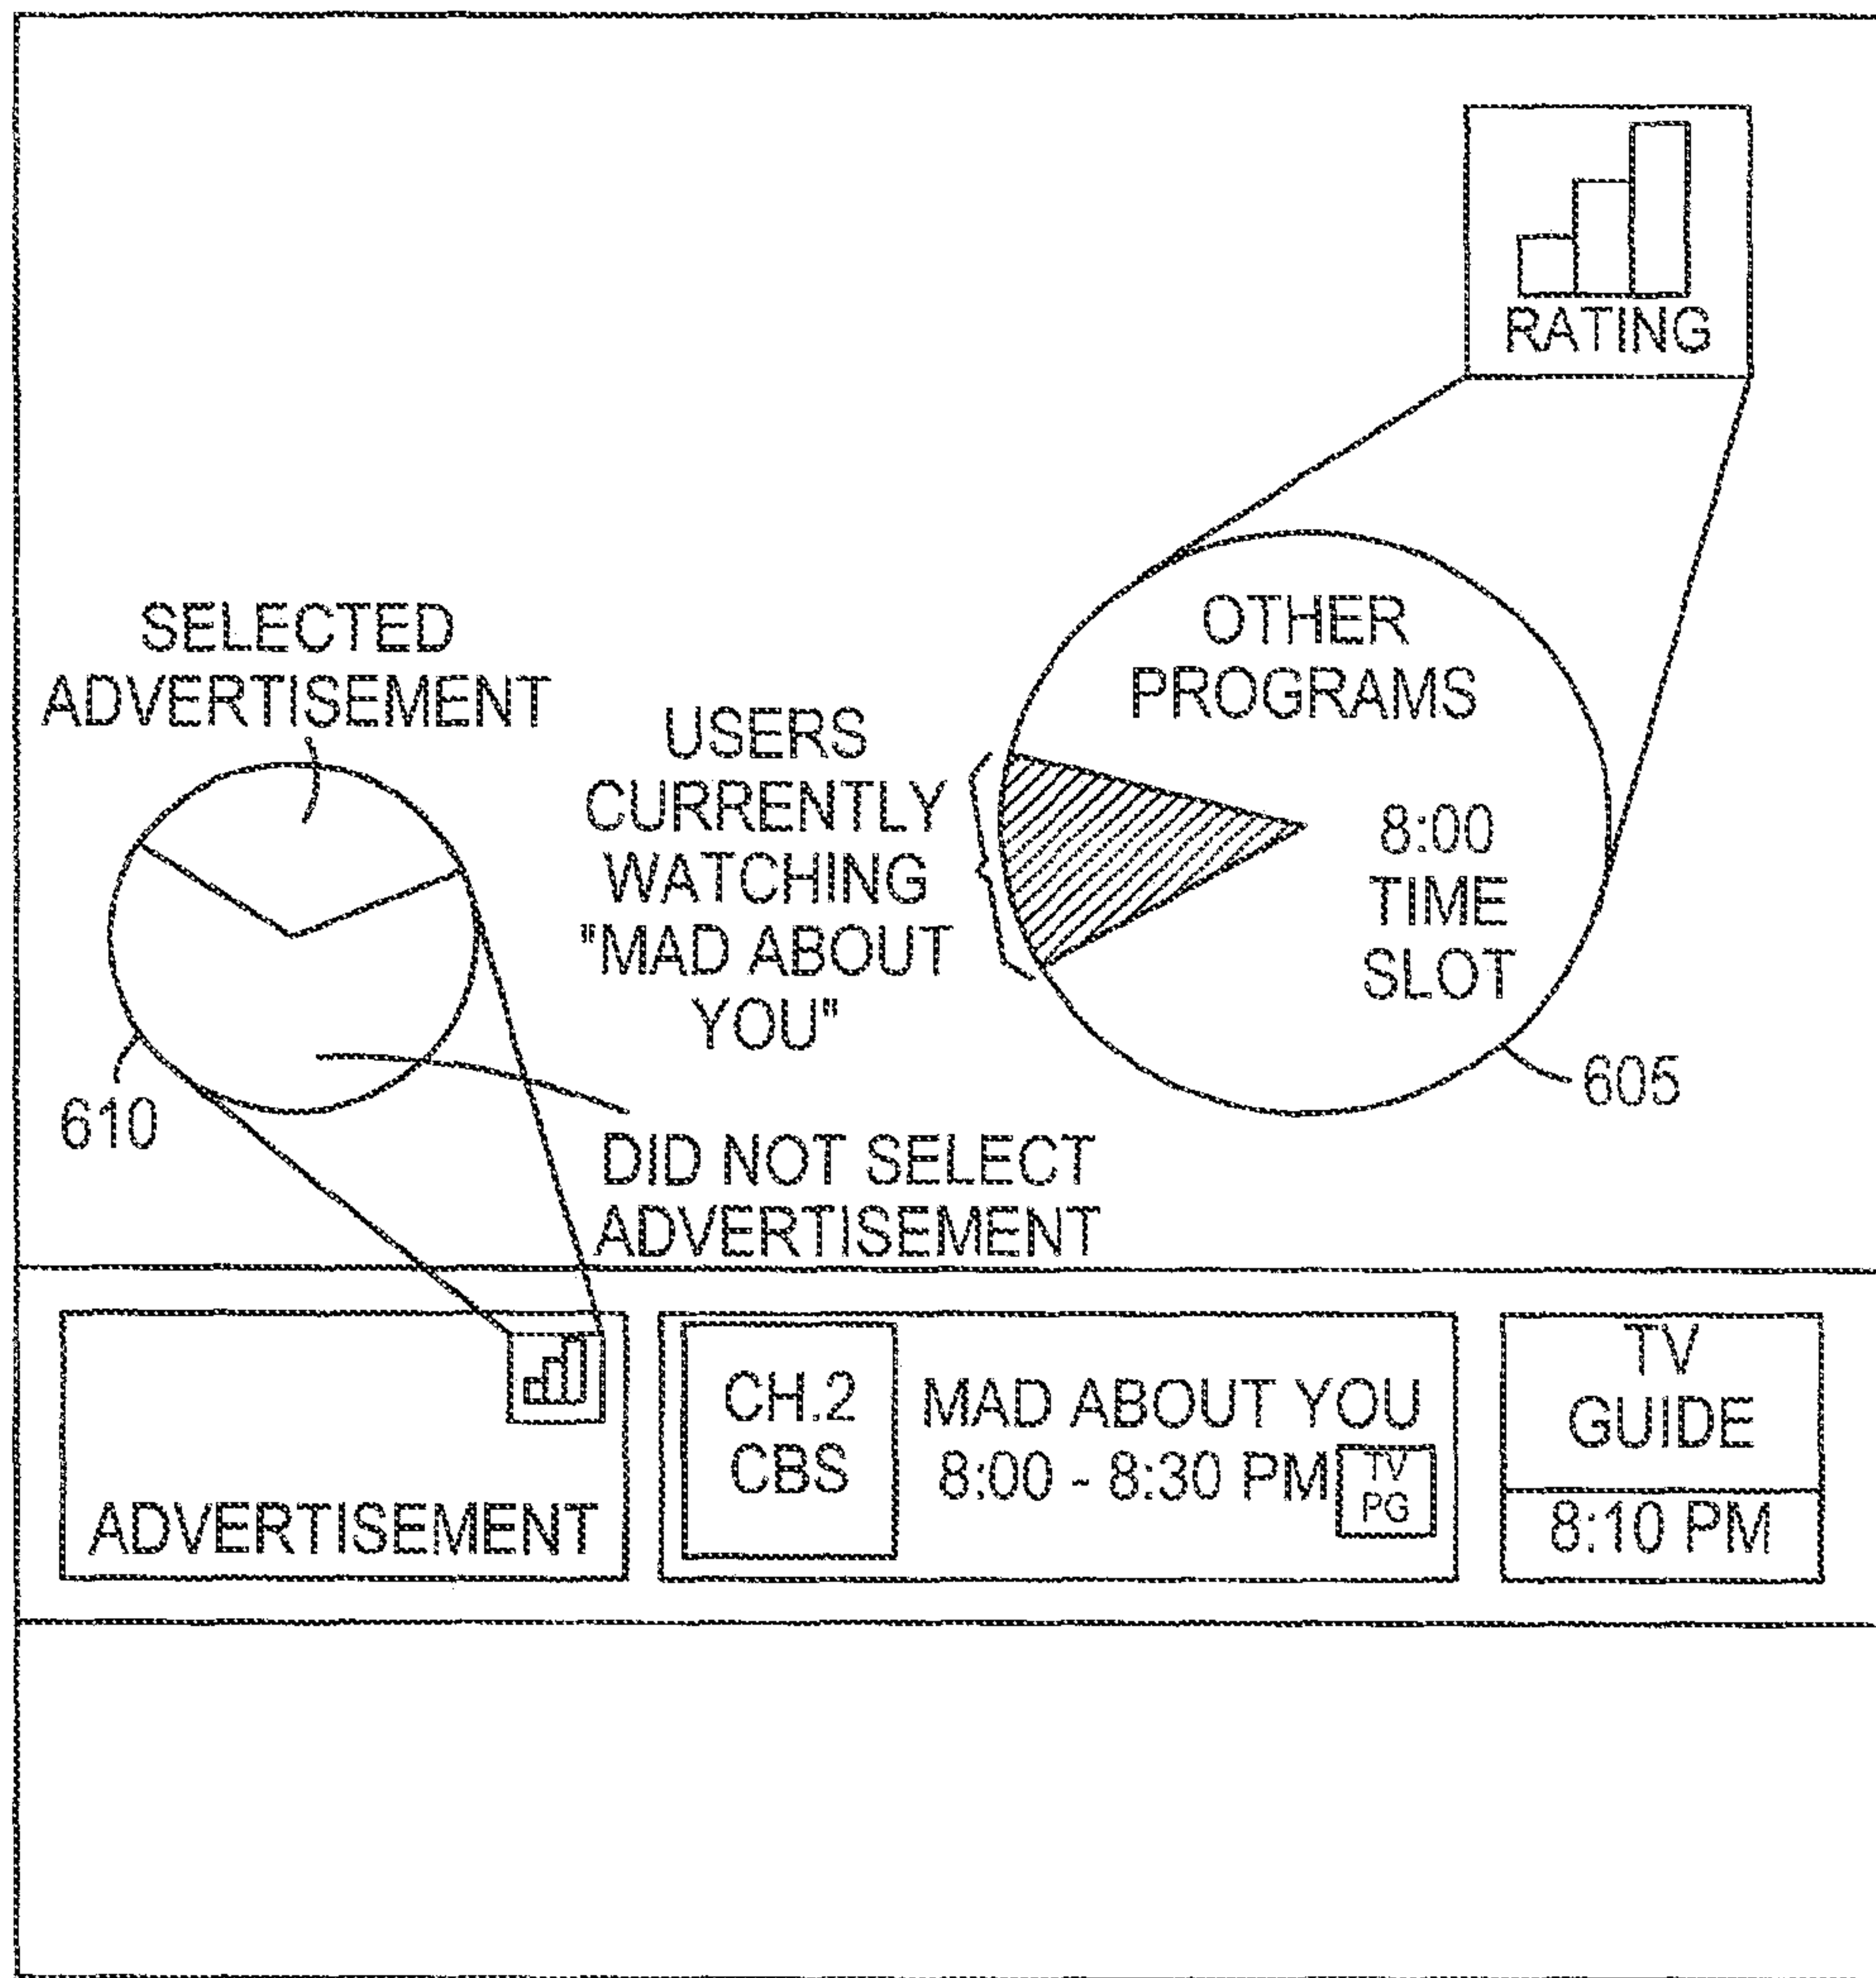 RATING
OTHER
PROGRAMS
8:00
TIME
SLOT
605
SELECTED
ADVERTISEMENT
USERS
CURRENTLY
WATCHING
"MAD ABOUT
YOU"
610
DID NOT SELECT
ADVERTISEMENT
ADVERTISEMENT
CH.2
CBS
MAD ABOUT YOU
8:00 - 8:30 PM
TV
PG
TV
GUIDE
8:10 PM